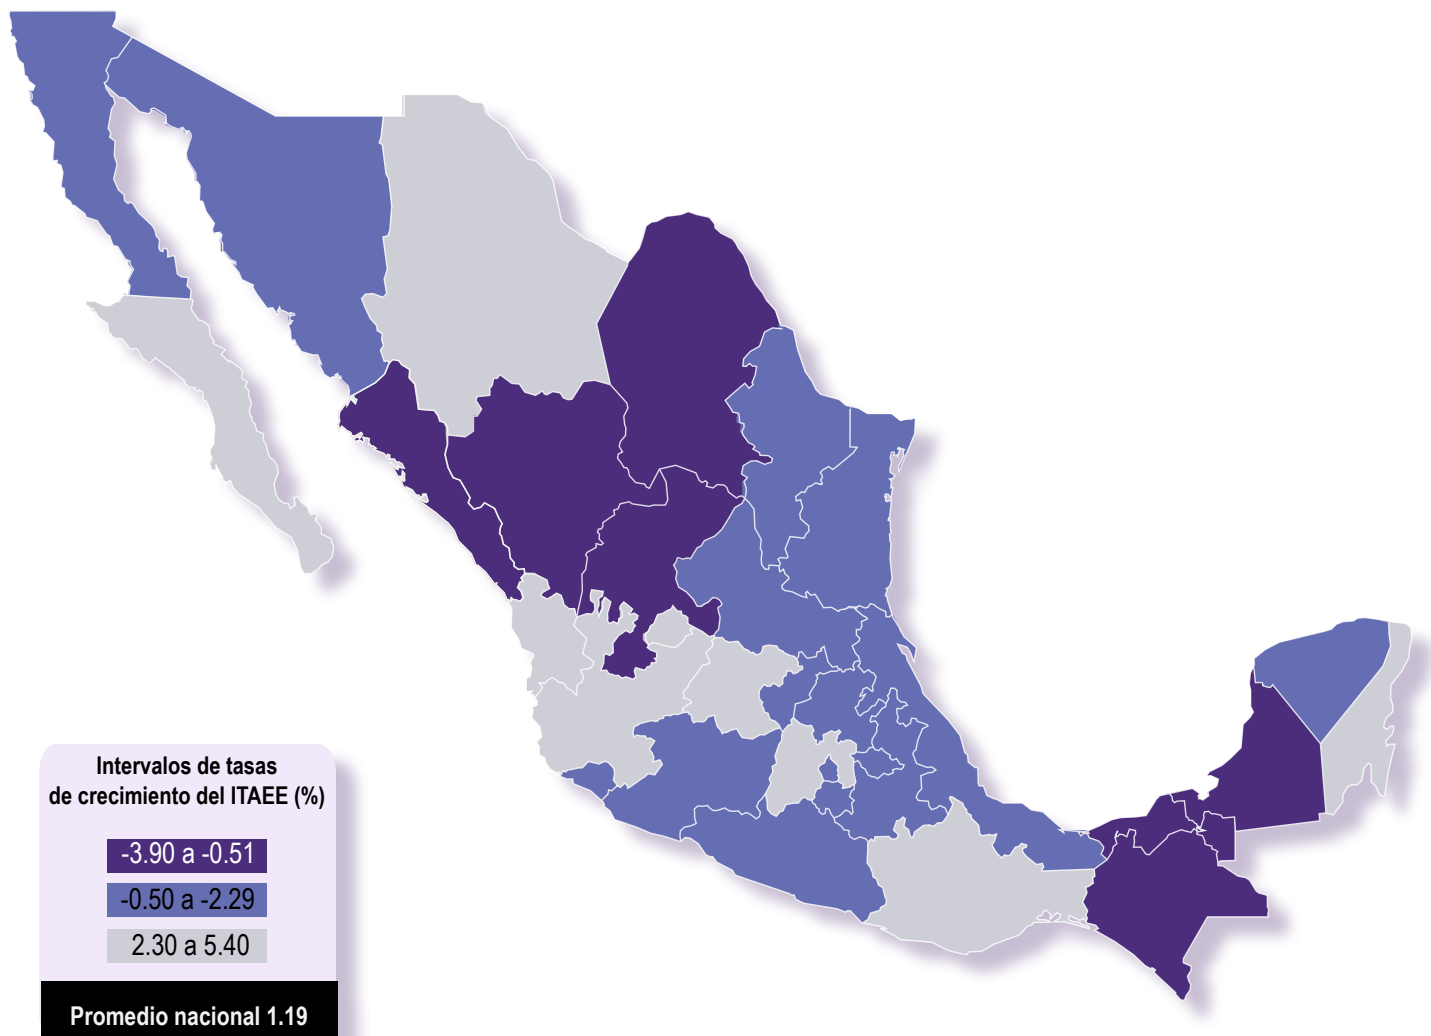 Intervalos de tasas
de crecimiento del ITAEE (%)
-3.90 a -0.51
-0.50 a -2.29
2.30 a 5.40
Promedio nacional 1.19